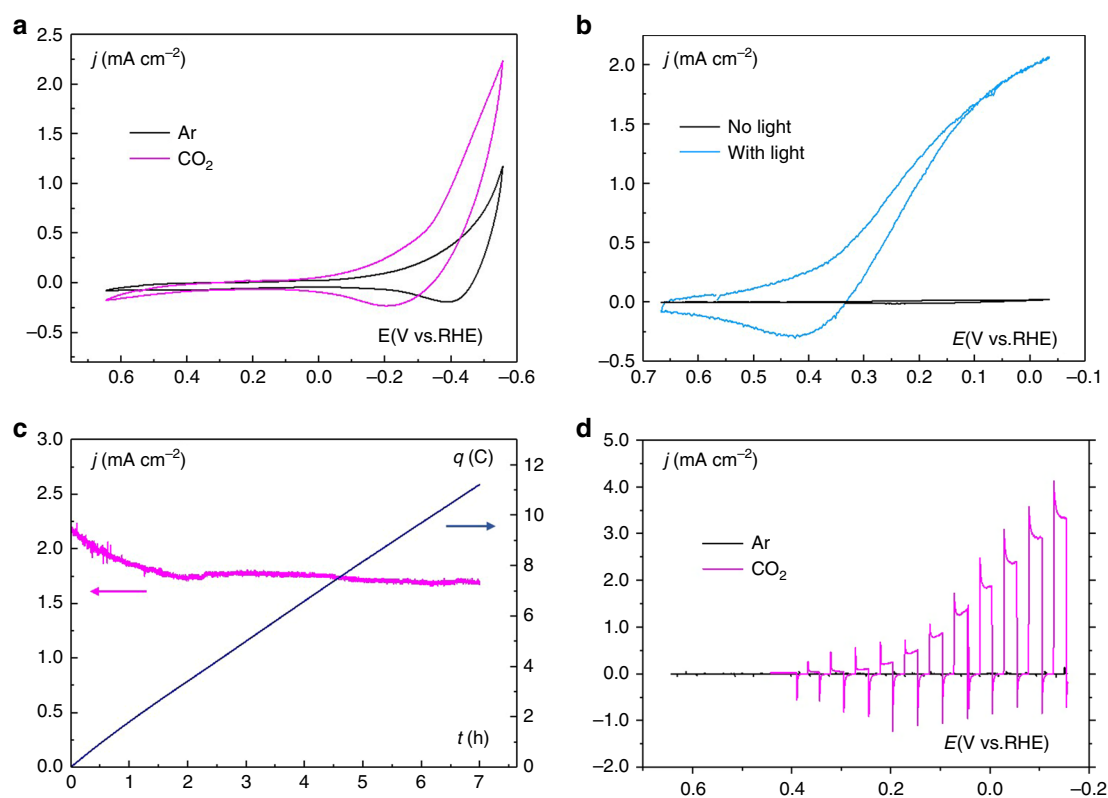 a
j (mA cm–2)
Ar
CO2
E(V vs.RHE)
2.5
2.0
1.5
1.0
0.5
0.0
–0.5
0.6 0.4 0.2 0.0 –0.2 –0.4 –0.6
b
j (mA cm–2)
No light
With light
E(V vs.RHE)
2.0
1.5
1.0
0.5
0.0
–0.5
0.7 0.6 0.5 0.4 0.3 0.2 0.1 0.0 –0.1
c
j (mA cm–2)
q (C)
t (h)
3.0
2.5
2.0
1.5
1.0
0.5
0.0
12
10
8
6
4
2
0
0 1 2 3 4 5 6 7
d
j (mA cm–2)
Ar
CO2
E(V vs.RHE)
5.0
4.0
3.0
2.0
1.0
0.0
–1.0
–2.0
0.6 0.4 0.2 0.0 –0.2